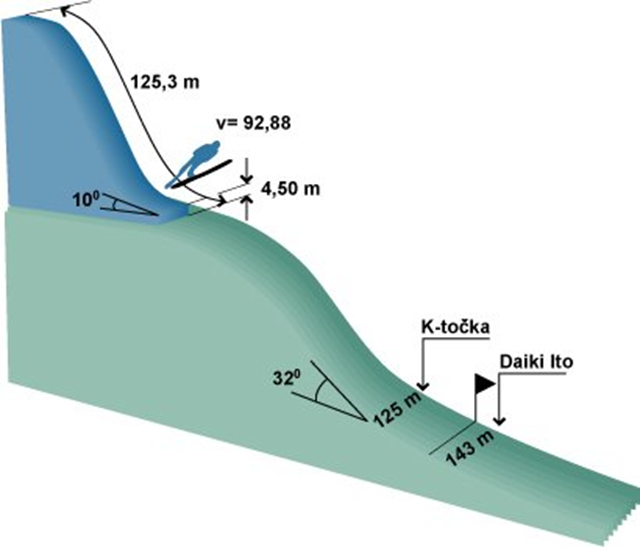 125,3 m
v= 92,88
4,50 m
10⁰
K-točka
Daiki Ito
32⁰
125 m
143 m